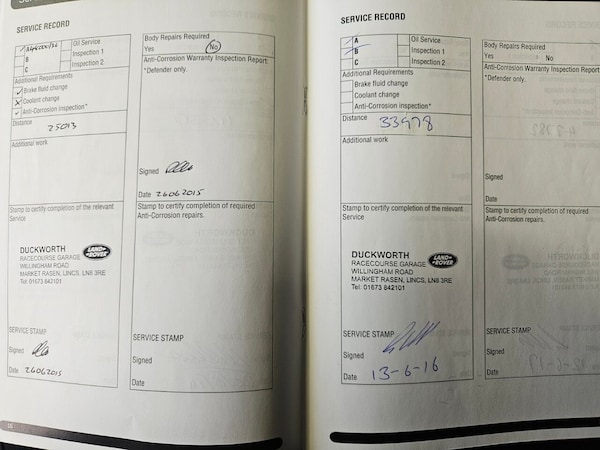 SERVICE RECORD
A
B
C
Oil Service
Inspection 1
Inspection 2
Additional Requirements
Brake fluid change
Coolant change
Anti-Corrosion inspection*
Distance
25013
Additional work
Stamp to certify completion of the relevant
Service
DUCKWORTH
LAND ROVER
RACECOURSE GARAGE
WILLINGHAM ROAD
MARKET RASEN, LINCS, LN8 3RE
Tel: 01673 842101
SERVICE STAMP
Signed
Date 26062015
Body Repairs Required
Yes No
Anti-Corrosion Warranty Inspection Report.
*Defender only.
Signed
Date 26062015
Stamp to certify completion of required
Anti-Corrosion repairs.
SERVICE STAMP
Signed
Date
SERVICE RECORD
A
B
C
Oil Service
Inspection 1
Inspection 2
Additional Requirements
Brake fluid change
Coolant change
Anti-Corrosion inspection*
Distance
33978
Additional work
Stamp to certify completion of the relevant
Service
DUCKWORTH
LAND ROVER
RACECOURSE GARAGE
WILLINGHAM ROAD
MARKET RASEN, LINCS, LN8 3RE
Tel: 01673 842101
SERVICE STAMP
Signed
Date 13-6-16
Body Repairs Required
Yes No
Anti-Corrosion Warranty Inspection Report
*Defender only.
Signed
Date
Stamp to certify completion of required
Anti-Corrosion repairs.
SERVICE STAMP
Signed
Date